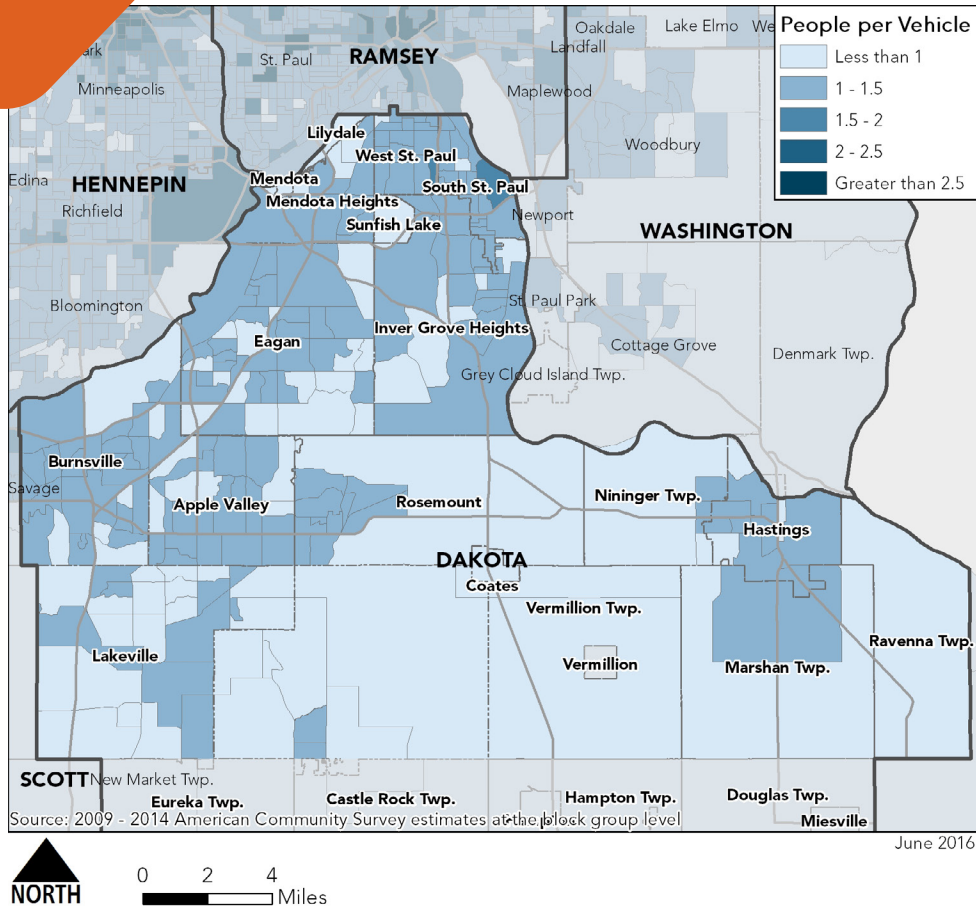 People per Vehicle
Less than 1
1 - 1.5
1.5 - 2
2 - 2.5
Greater than 2.5
Oakdale
Lake Elmo
We
Landfall
ark
St. Paul
RAMSEY
Minneapolis
Maplewood
Lilydale
Woodbury
West St. Paul
Edina
HENNEPIN
Mendota
South St. Paul
Richfield
Mendota Heights
Newport
Sunfish Lake
WASHINGTON
Bloomington
St. Paul Park
Inver Grove Heights
Eagan
Cottage Grove
Denmark Twp.
Grey Cloud Island Twp.
Burnsville
Savage
Apple Valley
Rosemount
Nininger Twp.
Hastings
DAKOTA
Coates
Vermillion Twp.
Ravenna Twp.
Lakeville
Vermillion
Marshan Twp.
SCOTT
New Market Twp.
Eureka Twp.
Castle Rock Twp.
Hampton Twp.
Douglas Twp.
Source: 2009 - 2014 American Community Survey estimates at the block group level
Miesville
June 2016
NORTH
0 2 4
Miles